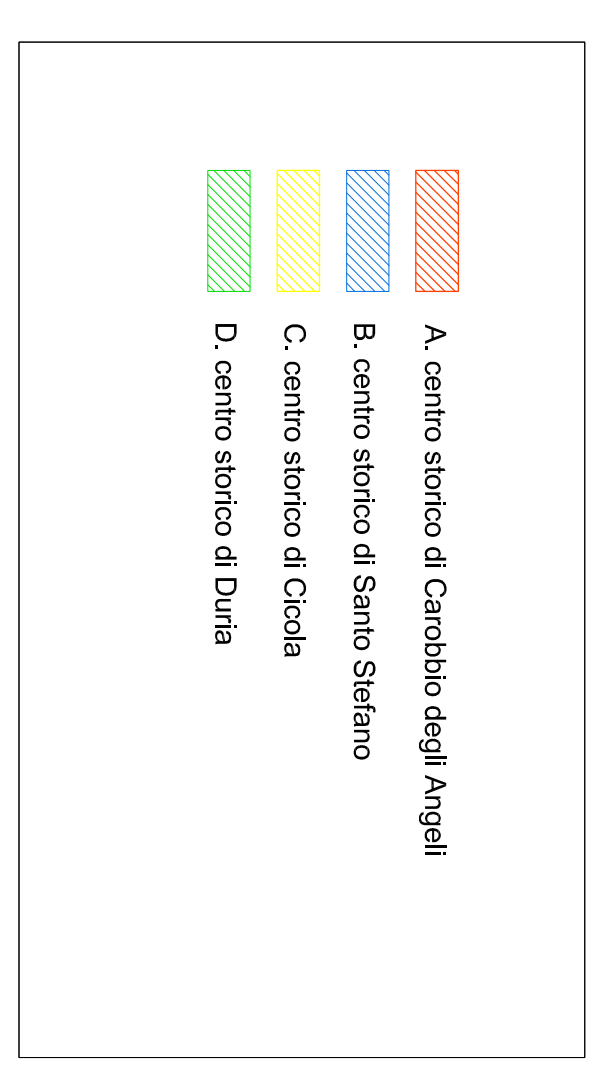 A. centro storico di Carobbio degli Angeli
B. centro storico di Santo Stefano
C. centro storico di Cicola
D. centro storico di Duria